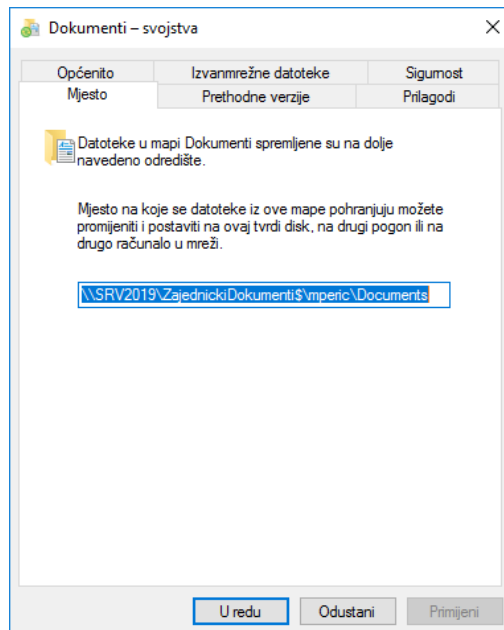 Dokumenti – svojstva
Općenito
Izvanmrežne datoteke
Sigurnost
Mjesto
Prethodne verzije
Prilagodi
Datoteke u mapi Dokumenti spremljene su na dolje
navedeno odredište.
Mjesto na koje se datoteke iz ove mape pohranjuju možete
promijeniti i postaviti na ovaj tvrdi disk, na drugi pogon ili na
drugo računalo u mreži.
\\SRV2019\ZajednickiDokumenti$\mperic\Documents
U redu
Odustani
Primijeni